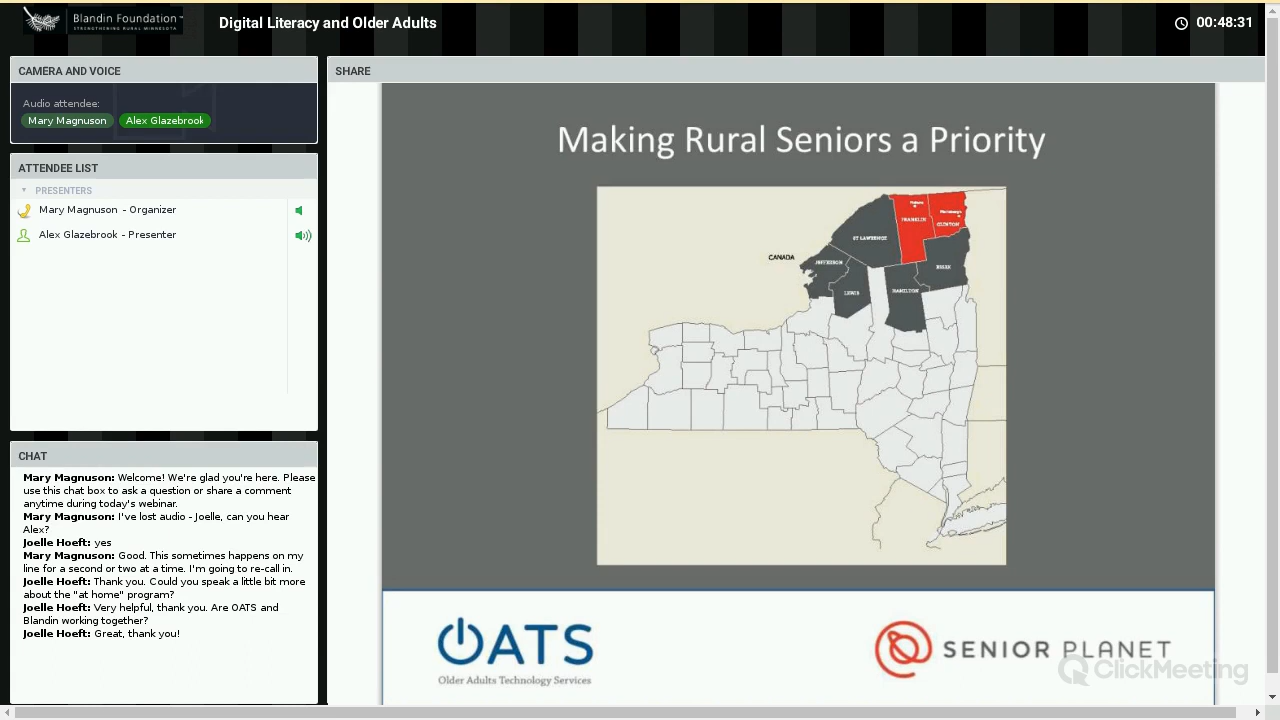 Blandin Foundation™
STRENGTHENING RURAL MINNESOTA
Digital Literacy and Older Adults
00:48:31
CAMERA AND VOICE
Audio attendee:
Mary Magnuson
Alex Glazebrook
ATTENDEE LIST
PRESENTERS
Mary Magnuson - Organizer
Alex Glazebrook - Presenter
CHAT
Mary Magnuson: Welcome! We're glad you're here. Please
use this chat box to ask a question or share a comment
anytime during today's webinar.
Mary Magnuson: I've lost audio - Joelle, can you hear
Alex?
Joelle Hoeft: yes
Mary Magnuson: Good. This sometimes happens on my
line for a second or two at a time. I'm going to re-call in.
Joelle Hoeft: Thank you. Could you speak a little bit more
about the "at home" program?
Joelle Hoeft: Very helpful, thank you. Are OATS and
Blandin working together?
Joelle Hoeft: Great, thank you!
SHARE
Making Rural Seniors a Priority
FRANKLIN
CLINTON
ST LAWRENCE
CANADA
JEFFERSON
ESSEX
LEWIS
HAMILTON
OATS
Older Adults Technology Services
SENIOR PLANET
ClickMeeting